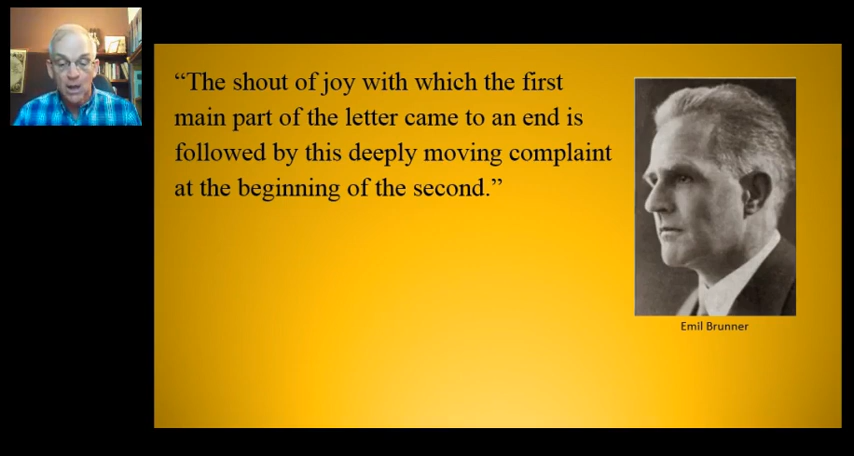 “The shout of joy with which the first
main part of the letter came to an end is
followed by this deeply moving complaint
at the beginning of the second.”
Emil Brunner